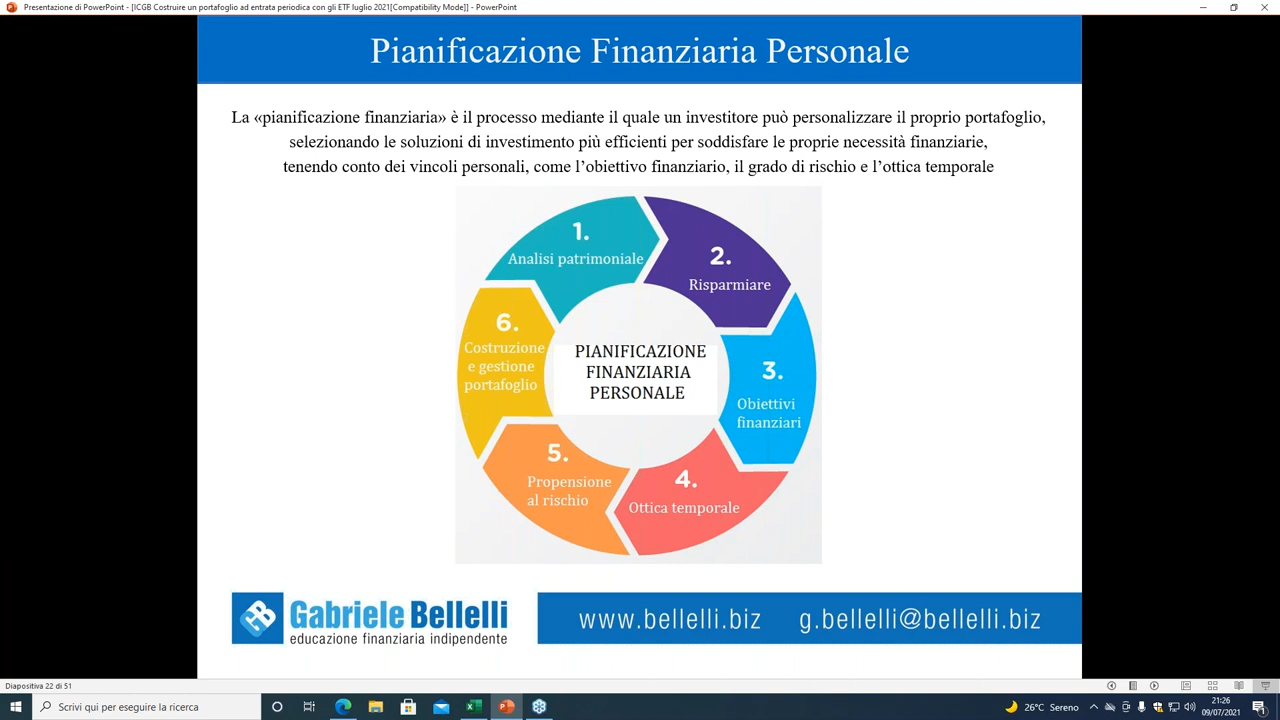 Presentazione di PowerPoint - [ICGB Costruire un portafoglio ad entrata periodica con gli ETF luglio 2021[Compatibility Mode]] - PowerPoint
Pianificazione Finanziaria Personale
La «pianificazione finanziaria» è il processo mediante il quale un investitore può personalizzare il proprio portafoglio,
selezionando le soluzioni di investimento più efficienti per soddisfare le proprie necessità finanziarie,
tenendo conto dei vincoli personali, come l’obiettivo finanziario, il grado di rischio e l’ottica temporale
1.
Analisi patrimoniale
2.
Risparmiare
3.
Obiettivi
finanziari
4.
Ottica temporale
5.
Propensione
al rischio
6.
Costruzione
e gestione
portafoglio
PIANIFICAZIONE
FINANZIARIA
PERSONALE
Gabriele Bellelli
educazione finanziaria indipendente
www.bellelli.biz g.bellelli@bellelli.biz
Diapositiva 22 di 51
Scrivi qui per eseguire la ricerca
26°C Sereno
21:26
09/07/2021